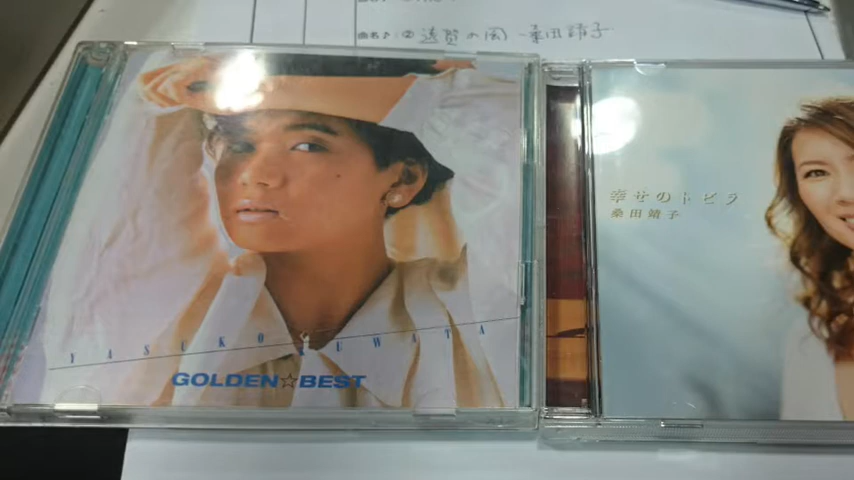 曲名♪ ② 遠賀の風 - 桑田靖子
YASUKO KUWATA
GOLDEN☆BEST
幸せのトビラ
桑田靖子